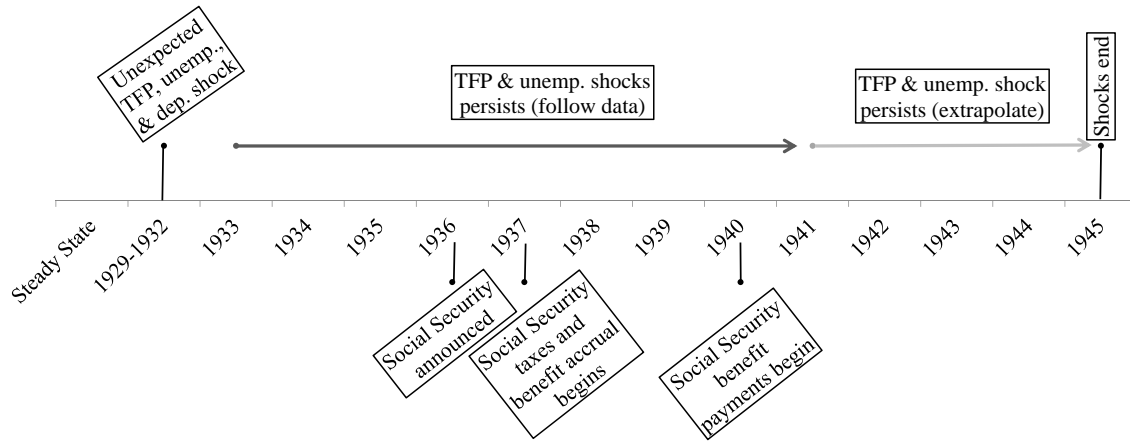 Unexpected
TFP, unemp.,
& dep. shock
TFP & unemp. shocks
persists (follow data)
TFP & unemp. shock
persists (extrapolate)
Shocks end
Steady State
1929-1932
1933
1934
1935
1936
1937
1938
1939
1940
1941
1942
1943
1944
1945
Social Security
announced
Social Security
taxes and
benefit accrual
begins
Social Security
benefit
payments begin